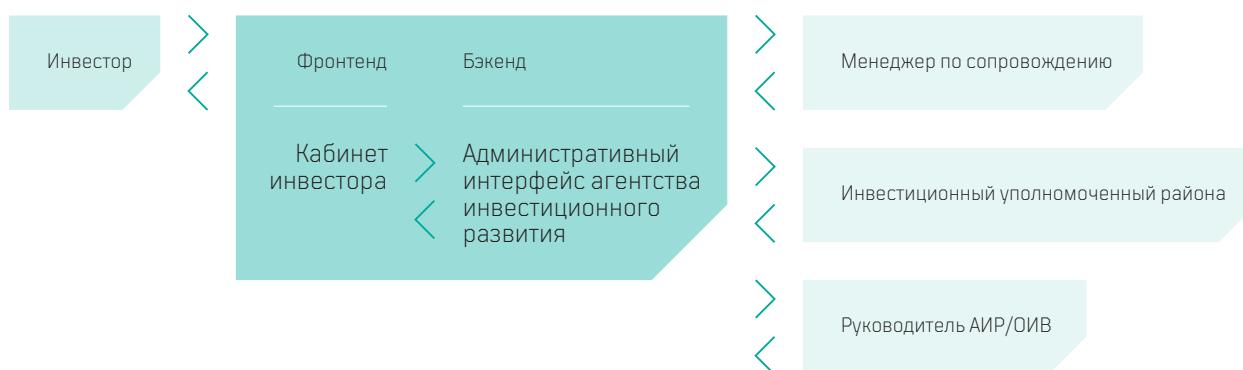 Инвестор
Фронтенд
Бэкенд
Кабинет
инвестора
Административный
интерфейс агентства
инвестиционного
развития
Менеджер по сопровождению
Инвестиционный уполномоченный района
Руководитель АИР/ОИВ